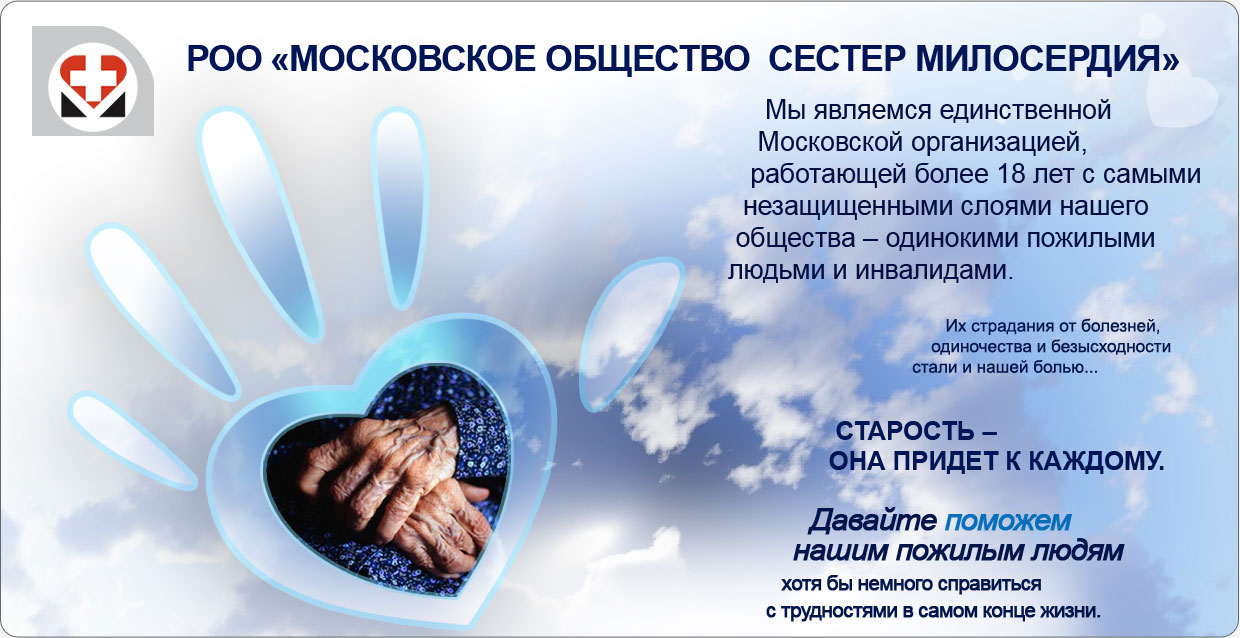 РОО «МОСКОВСКОЕ ОБЩЕСТВО СЕСТЕР МИЛОСЕРДИЯ»
Мы являемся единственной
Московской организацией,
работающей более 18 лет с самыми
незащищенными слоями нашего
общества – одинокими пожилыми
людьми и инвалидами.
Их страдания от болезней,
одиночества и безысходности
стали и нашей болью...
СТАРОСТЬ –
ОНА ПРИДЕТ К КАЖДОМУ.
Давайте поможем
нашим пожилым людям
хотя бы немного справиться
с трудностями в самом конце жизни.